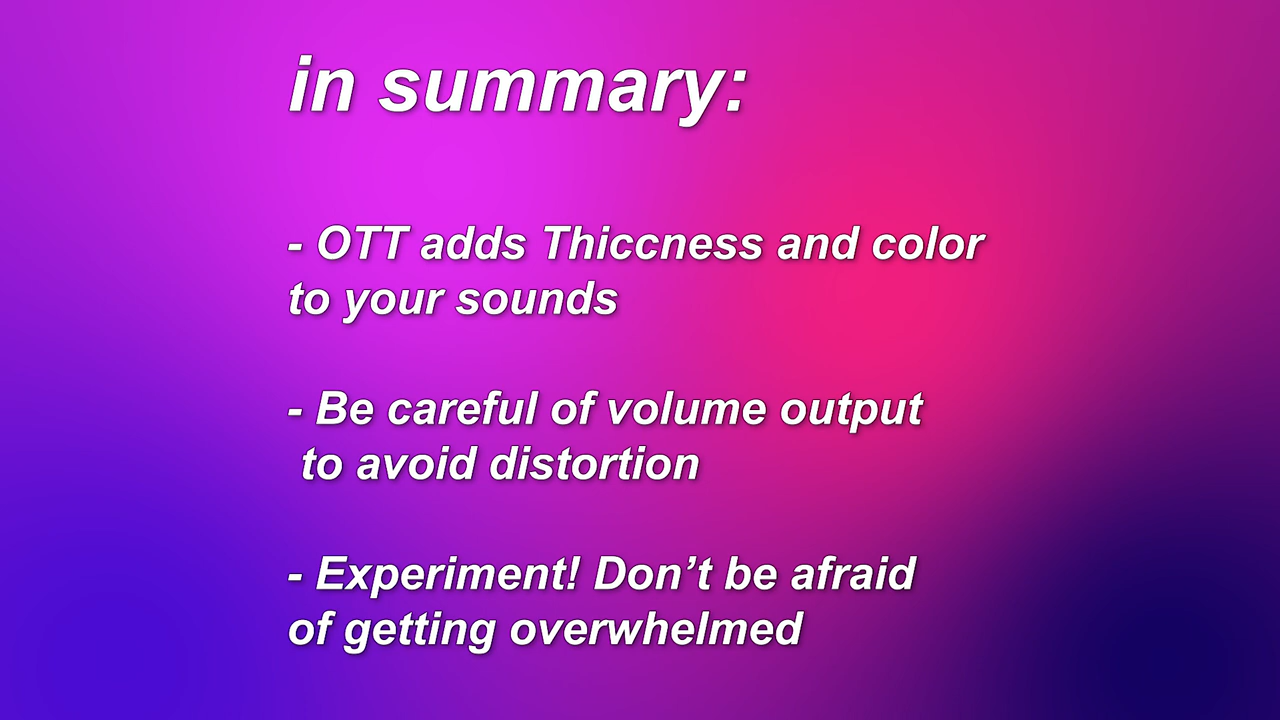 in summary:
- OTT adds Thiccness and color
to your sounds
- Be careful of volume output
to avoid distortion
- Experiment! Don’t be afraid
of getting overwhelmed